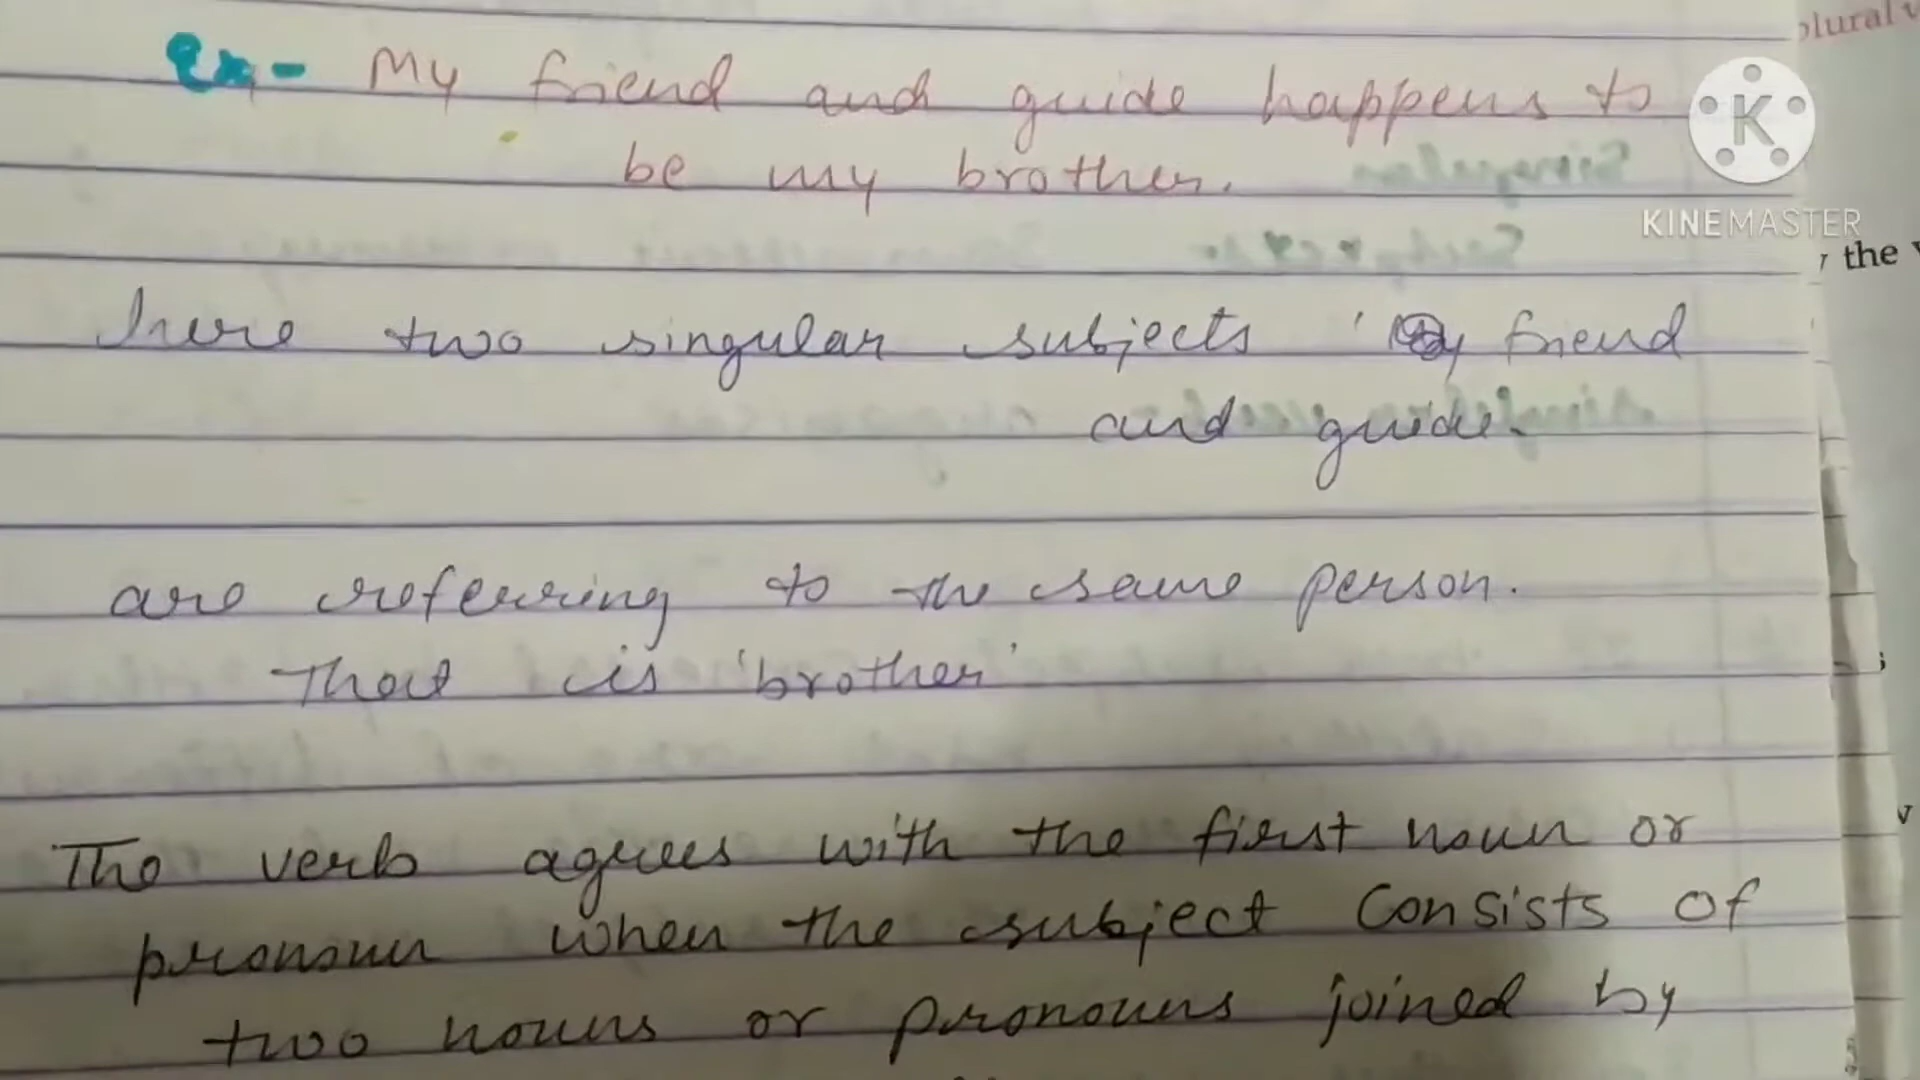 Ex- My friend and guide happens to
be my brother.
here two singular subjects ' friend
and guide.
are referring to the same person.
That is 'brother'
The verb agrees with the first noun or
pronoun when the subject consists of
two nouns or pronouns joined by
plural
K
KINEMASTER
the